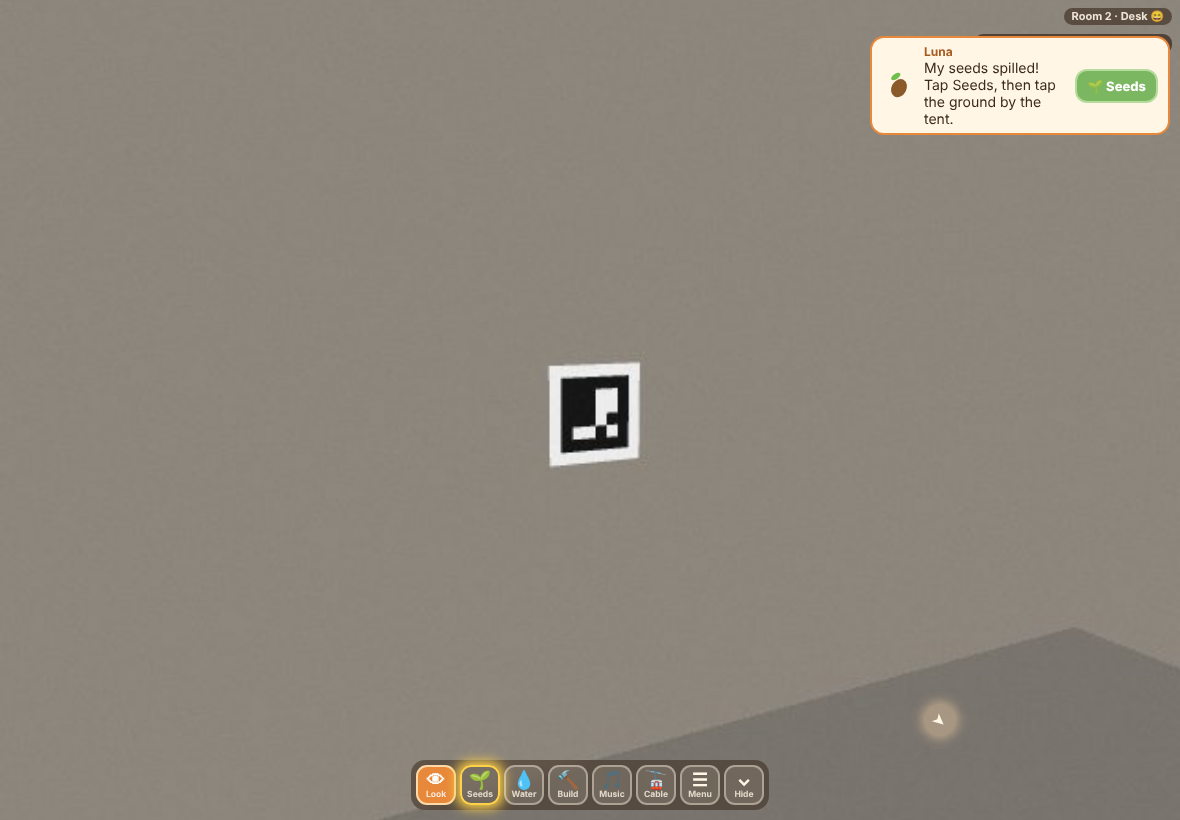 Room 2 · Desk 😄
Luna
My seeds spilled!
Tap Seeds, then tap
the ground by the
tent.
🌱 Seeds
Look
Seeds
Water
Build
Music
Cable
Menu
Hide